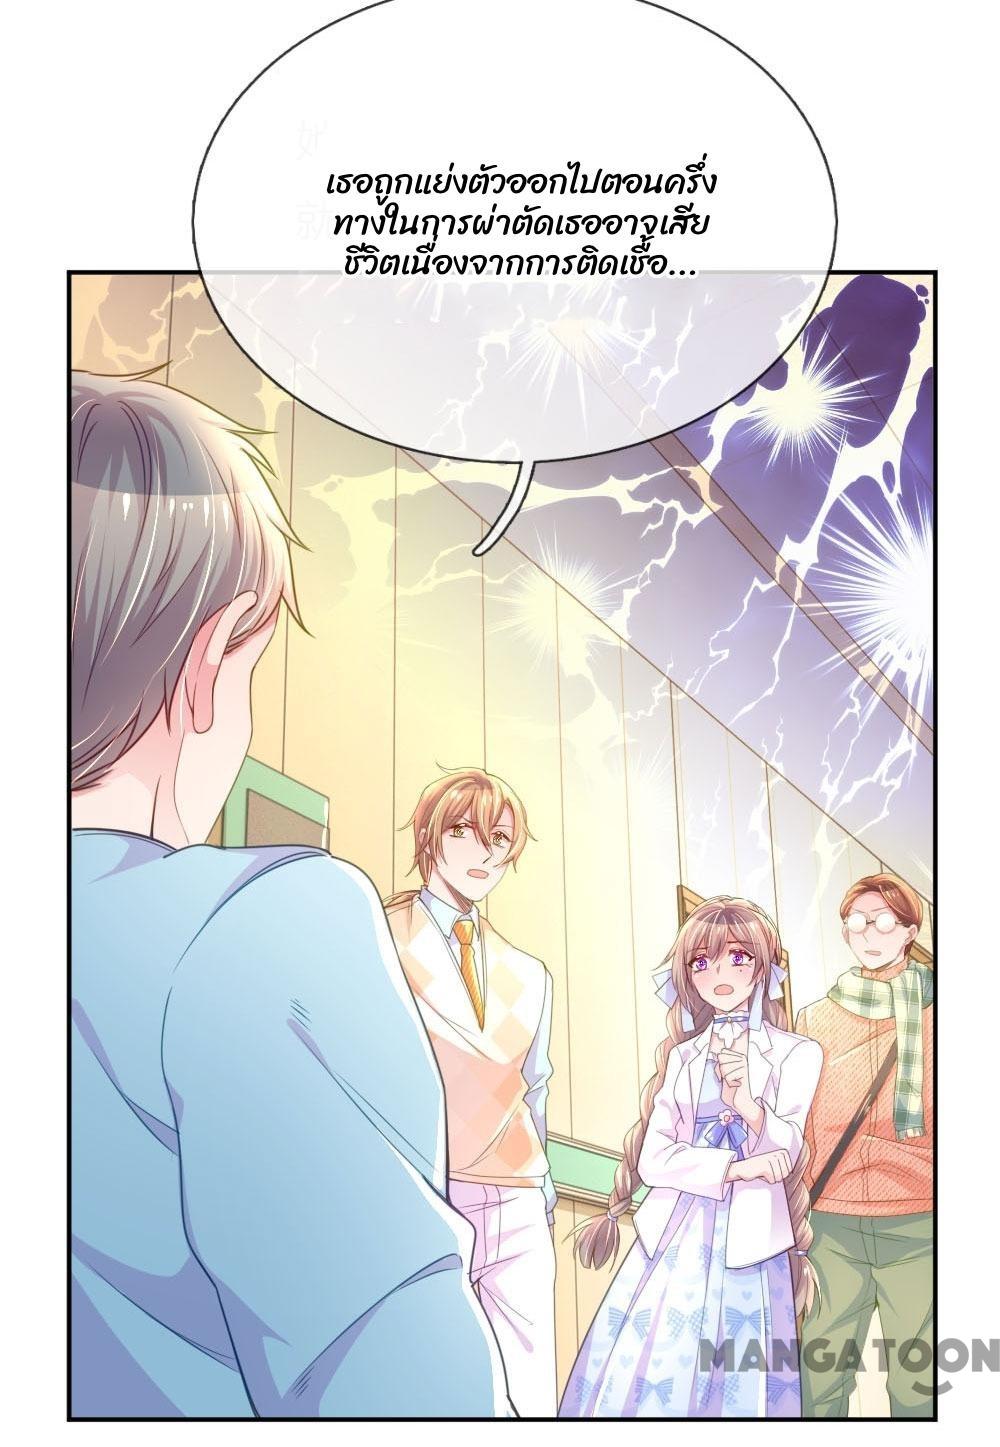 เธอถูกแย่งตัวออกไปตอนครึ่ง
ทางในการผ่าตัดเธออาจเสีย
ชีวิตเนื่องจากการติดเชื้อ...
MANGATOON